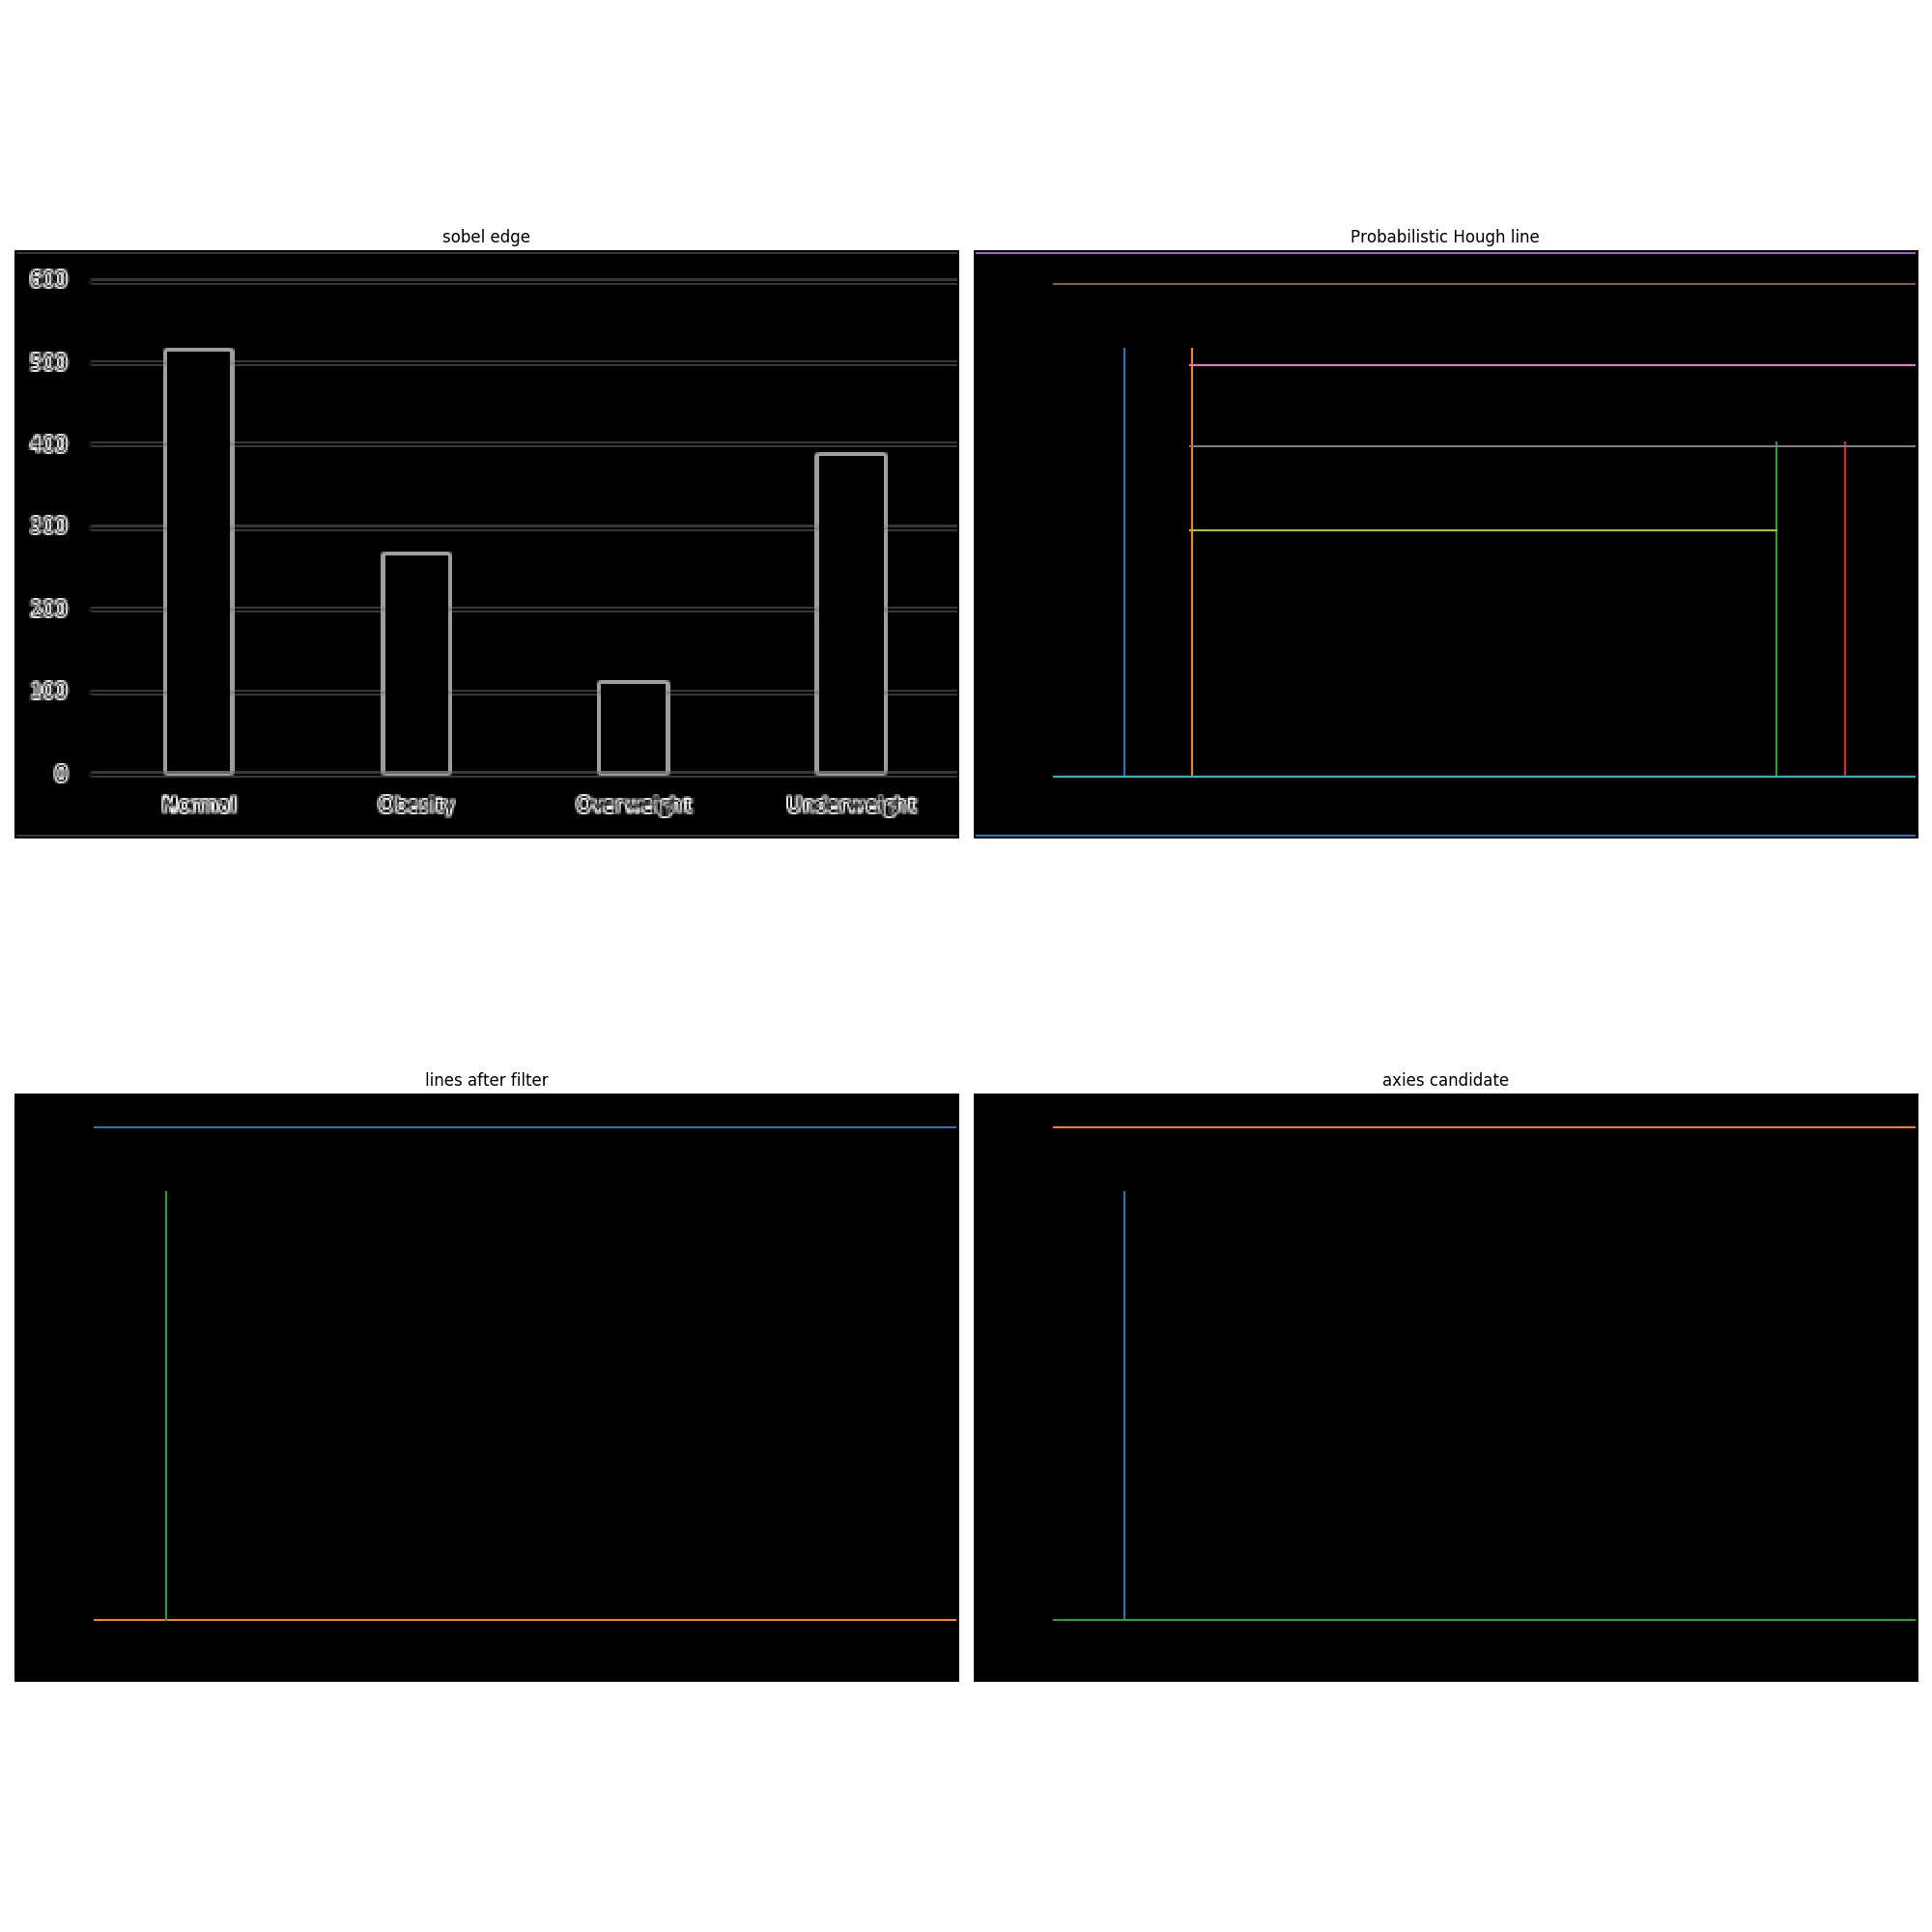 sobel edge
600
500
400
300
200
100
0
Normal Obesity Overweight Underweight
Probabilistic Hough line
lines after filter
axies candidate